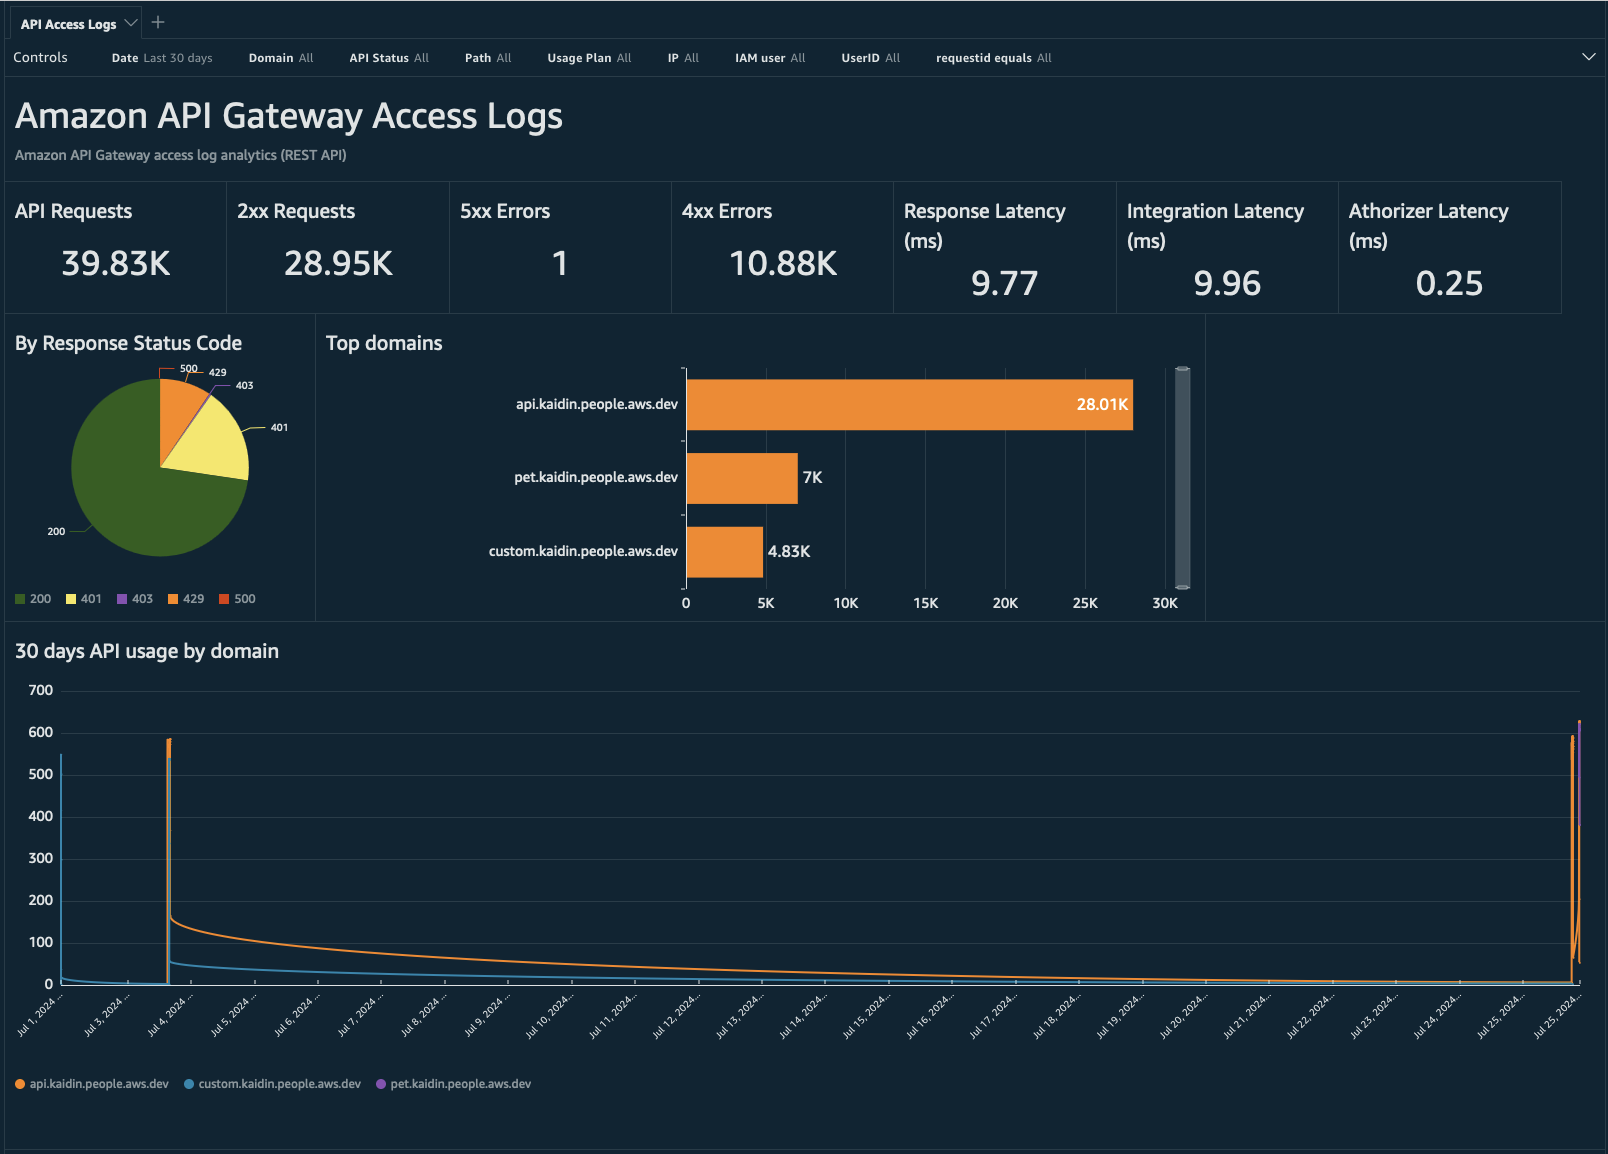 API Access Logs
Controls
Date Last 30 days
Domain All
API Status All
Path All
Usage Plan All
IP All
IAM user All
UserID All
requestid equals All
Amazon API Gateway Access Logs
Amazon API Gateway access log analytics (REST API)
API Requests
39.83K
2xx Requests
28.95K
5xx Errors
1
4xx Errors
10.88K
Response Latency
(ms)
9.77
Integration Latency
(ms)
9.96
Athorizer Latency
(ms)
0.25
By Response Status Code
500
429
403
401
200
200 401 403 429 500
Top domains
api.kaidin.people.aws.dev
28.01K
pet.kaidin.people.aws.dev
7K
custom.kaidin.people.aws.dev
4.83K
0 5K 10K 15K 20K 25K 30K
30 days API usage by domain
700
600
500
400
300
200
100
0
Jul 1, 2024...
Jul 3, 2024...
Jul 4, 2024...
Jul 5, 2024...
Jul 6, 2024...
Jul 7, 2024...
Jul 8, 2024...
Jul 9, 2024...
Jul 10, 2024...
Jul 11, 2024...
Jul 12, 2024...
Jul 13, 2024...
Jul 14, 2024...
Jul 15, 2024...
Jul 16, 2024...
Jul 17, 2024...
Jul 18, 2024...
Jul 19, 2024...
Jul 20, 2024...
Jul 21, 2024...
Jul 22, 2024...
Jul 23, 2024...
Jul 24, 2024...
Jul 25, 2024...
Jul 25, 2024...
api.kaidin.people.aws.dev custom.kaidin.people.aws.dev pet.kaidin.people.aws.dev